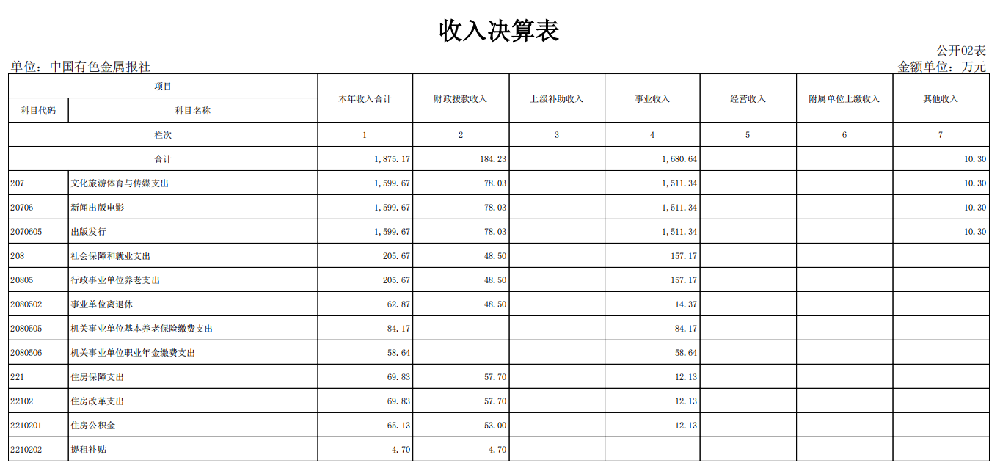 收入决算表
公开02表
单位：中国有色金属报社 金额单位：万元
项目 本年收入合计 财政拨款收入 上级补助收入 事业收入 经营收入 附属单位上缴收入 其他收入
科目代码 科目名称
栏次 1 2 3 4 5 6 7
合计 1,875.17 184.23 1,680.64 10.30
207 文化旅游体育与传媒支出 1,599.67 78.03 1,511.34 10.30
20706 新闻出版电影 1,599.67 78.03 1,511.34 10.30
2070605 出版发行 1,599.67 78.03 1,511.34 10.30
208 社会保障和就业支出 205.67 48.50 157.17
20805 行政事业单位养老支出 205.67 48.50 157.17
2080502 事业单位离退休 62.87 48.50 14.37
2080505 机关事业单位基本养老保险缴费支出 84.17 84.17
2080506 机关事业单位职业年金缴费支出 58.64 58.64
221 住房保障支出 69.83 57.70 12.13
22102 住房改革支出 69.83 57.70 12.13
2210201 住房公积金 65.13 53.00 12.13
2210202 提租补贴 4.70 4.70